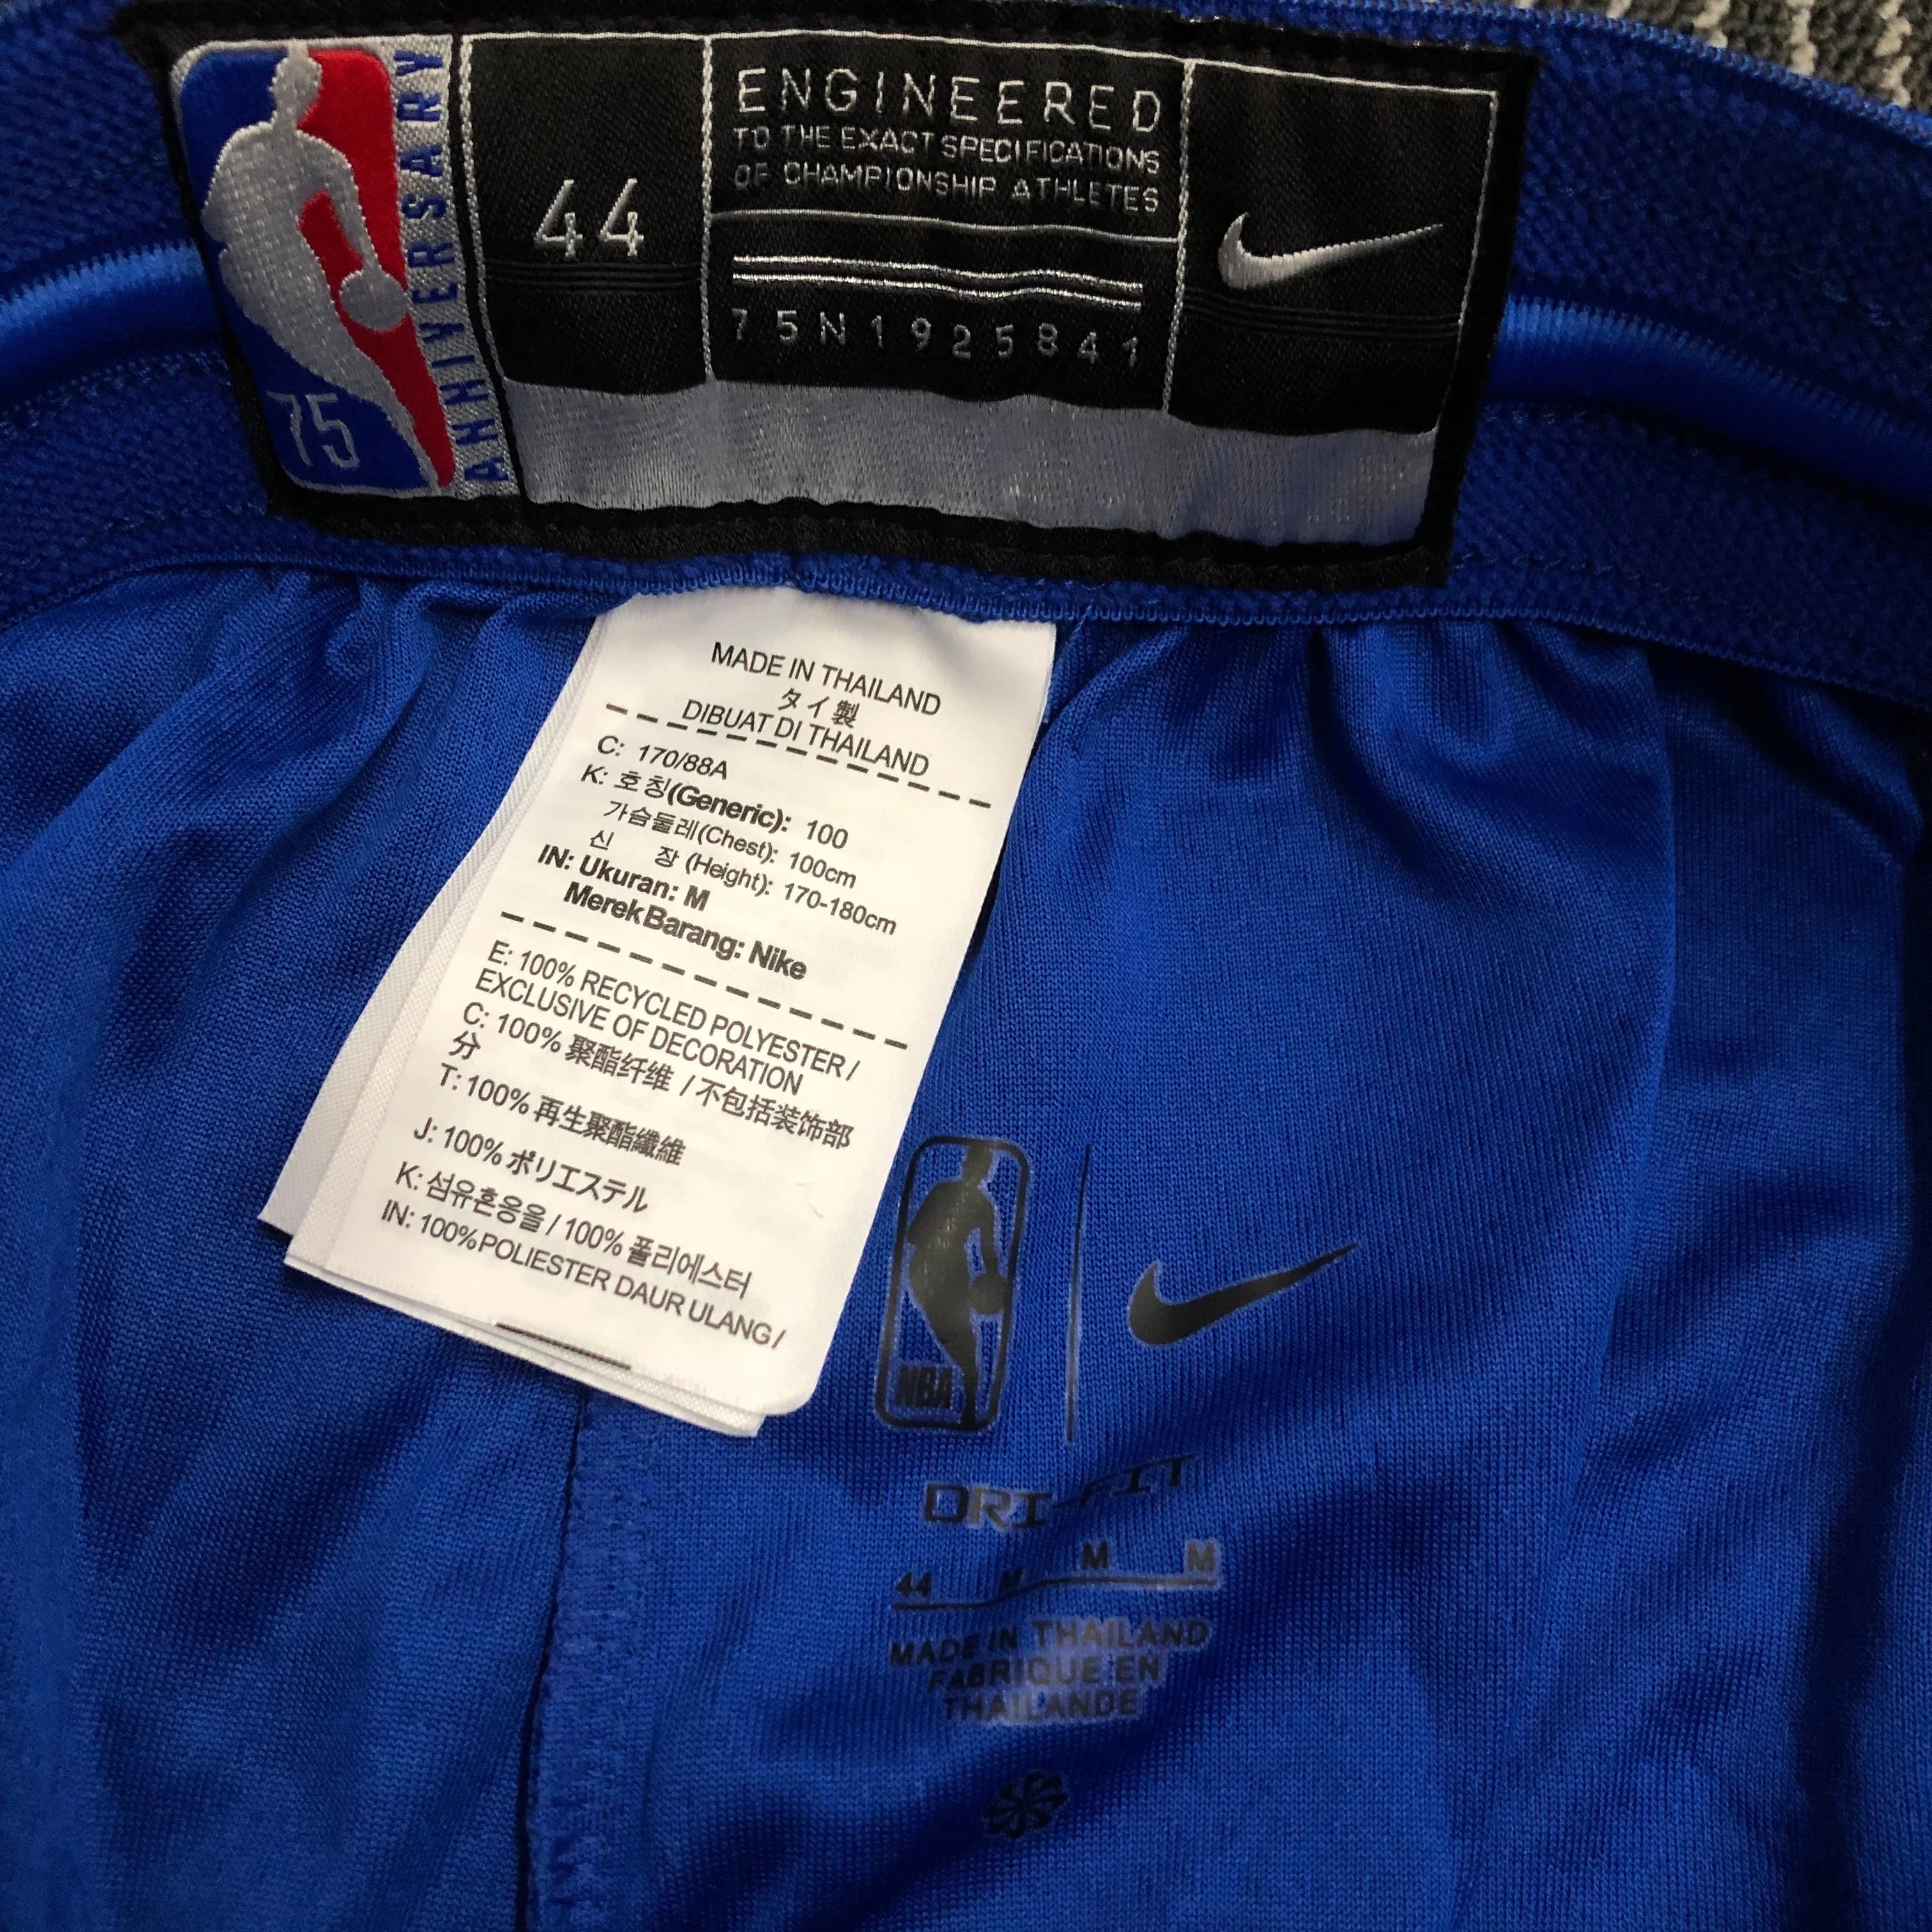 75
ANNIVERSARY
44
ENGINEERED
TO THE EXACT SPECIFICATIONS
OF CHAMPIONSHIP ATHLETES
75N1925841
MADE IN THAILAND
タイ製
DIBUAT DI THAILAND
C: 170/88A
K: 호칭(Generic): 100
가슴둘레(Chest): 100cm
신 장 (Height): 170-180cm
IN: Ukuran: M
Merek Barang: Nike
E: 100% RECYCLED POLYESTER /
EXCLUSIVE OF DECORATION
C: 100% 聚酯纤维 / 不包括装饰部
分
T: 100% 再生聚酯纖維
J: 100% ポリエステル
K: 섬유혼용율 / 100% 폴리에스터
IN: 100% POLIESTER DAUR ULANG /
NBA
DRI-FIT
44 M M M
MADE IN THAILAND
FABRIQUE EN
THAILANDE